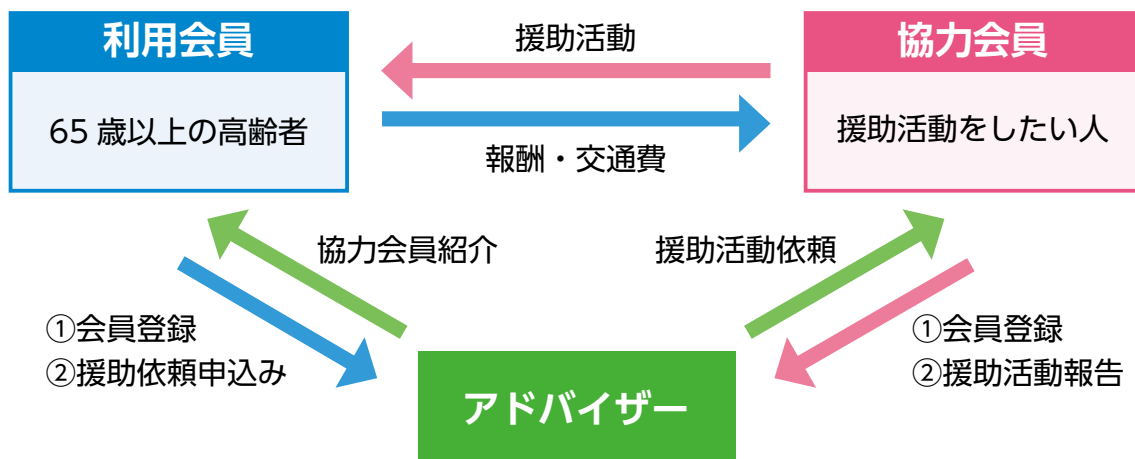 利用会員
65 歳以上の高齢者
援助活動
報酬・交通費
協力会員
援助活動をしたい人
協力会員紹介
援助活動依頼
①会員登録
②援助依頼申込み
①会員登録
②援助活動報告
アドバイザー